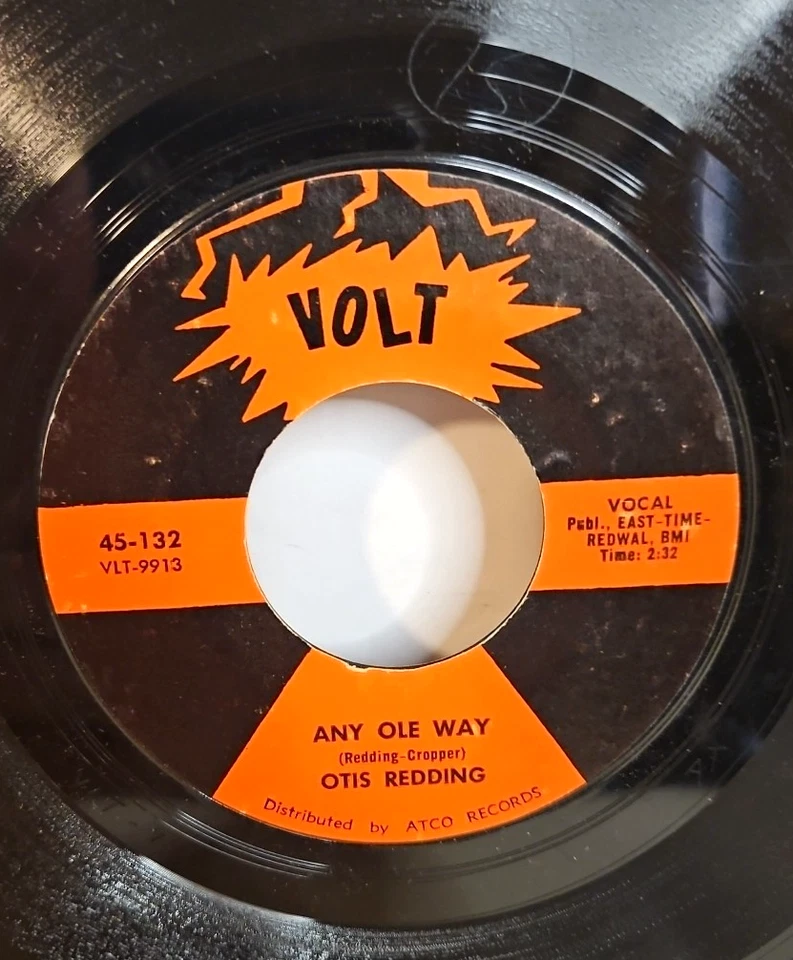 VOLT
45-132
VLT-9913
VOCAL
Publ., EAST-TIME-
REDWAL, BMI
Time: 2:32
ANY OLE WAY
(Redding-Cropper)
OTIS REDDING
Distributed by ATCO RECORDS